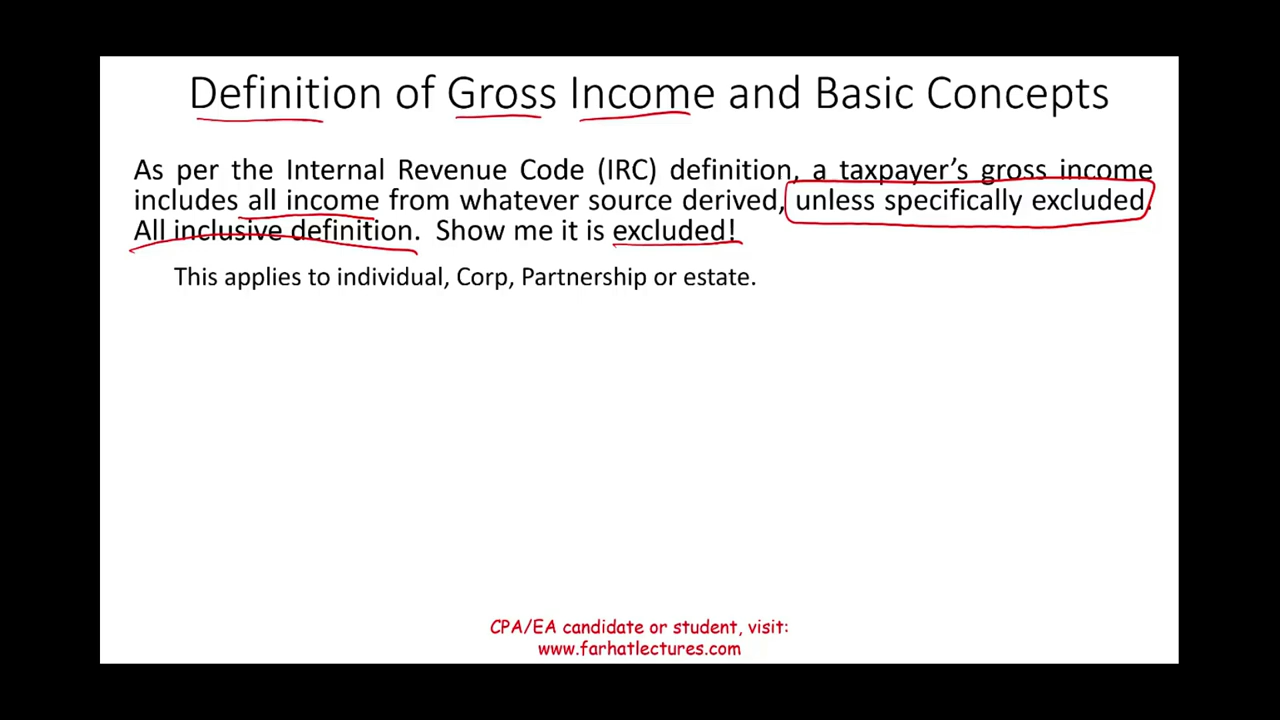 Definition of Gross Income and Basic Concepts
As per the Internal Revenue Code (IRC) definition, a taxpayer’s gross income
includes all income from whatever source derived, unless specifically excluded.
All inclusive definition.  Show me it is excluded!
This applies to individual, Corp, Partnership or estate.
CPA/EA candidate or student, visit:
www.farhatlectures.com